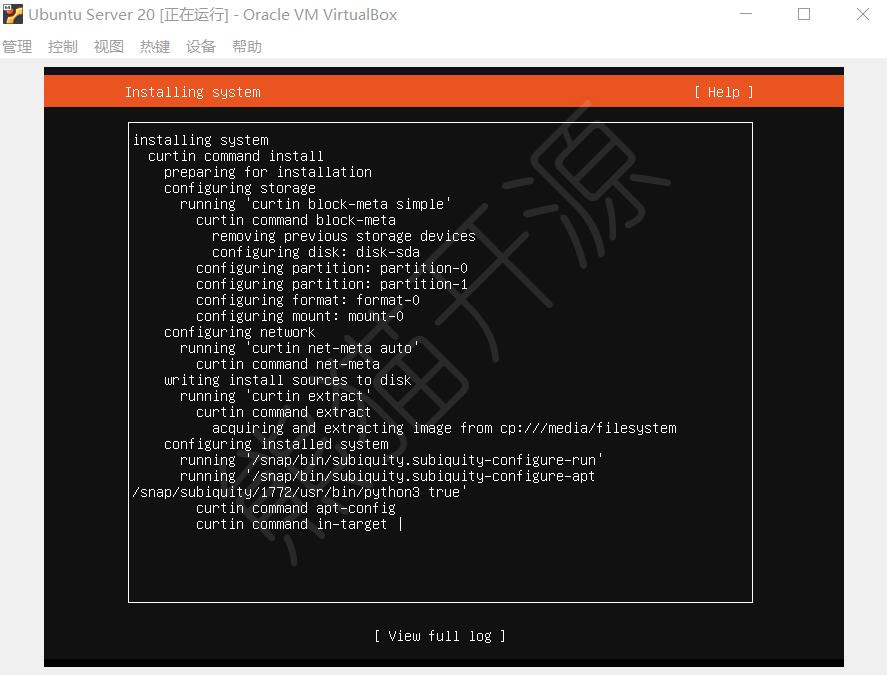 Ubuntu Server 20 [正在运行] - Oracle VM VirtualBox
管理 控制 视图 热键 设备 帮助
Installing system [ Help ]
installing system
curtin command install
preparing for installation
configuring storage
running 'curtin block-meta simple'
curtin command block-meta
removing previous storage devices
configuring disk: disk-sda
configuring partition: partition-0
configuring partition: partition-1
configuring format: format-0
configuring mount: mount-0
configuring network
running 'curtin net-meta auto'
curtin command net-meta
writing install sources to disk
running 'curtin extract'
curtin command extract
acquiring and extracting image from cp:///media/filesystem
configuring installed system
running '/snap/bin/subiquity.subiquity-configure-run'
running '/snap/bin/subiquity.subiquity-configure-apt
/snap/subiquity/1772/usr/bin/python3 true'
curtin command apt-config
curtin command in-target |
[ View full log ]
熊猫开源